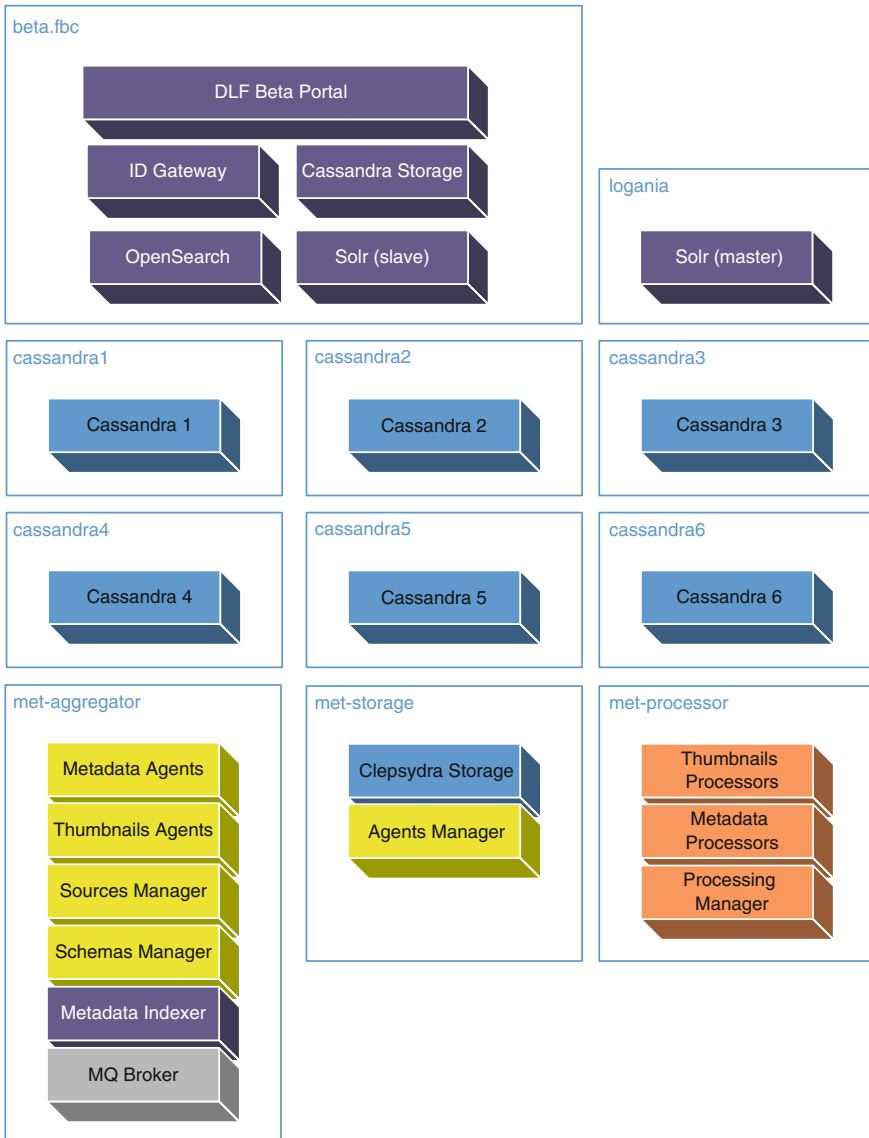 beta.fbc
DLF Beta Portal
ID Gateway
Cassandra Storage
OpenSearch
Solr (slave)
logania
Solr (master)
cassandra1
Cassandra 1
cassandra2
Cassandra 2
cassandra3
Cassandra 3
cassandra4
Cassandra 4
cassandra5
Cassandra 5
cassandra6
Cassandra 6
met-aggregator
Metadata Agents
Thumbnails Agents
Sources Manager
Schemas Manager
Metadata Indexer
MQ Broker
met-storage
Clepsydra Storage
Agents Manager
met-processor
Thumbnails
Processors
Metadata
Processors
Processing
Manager